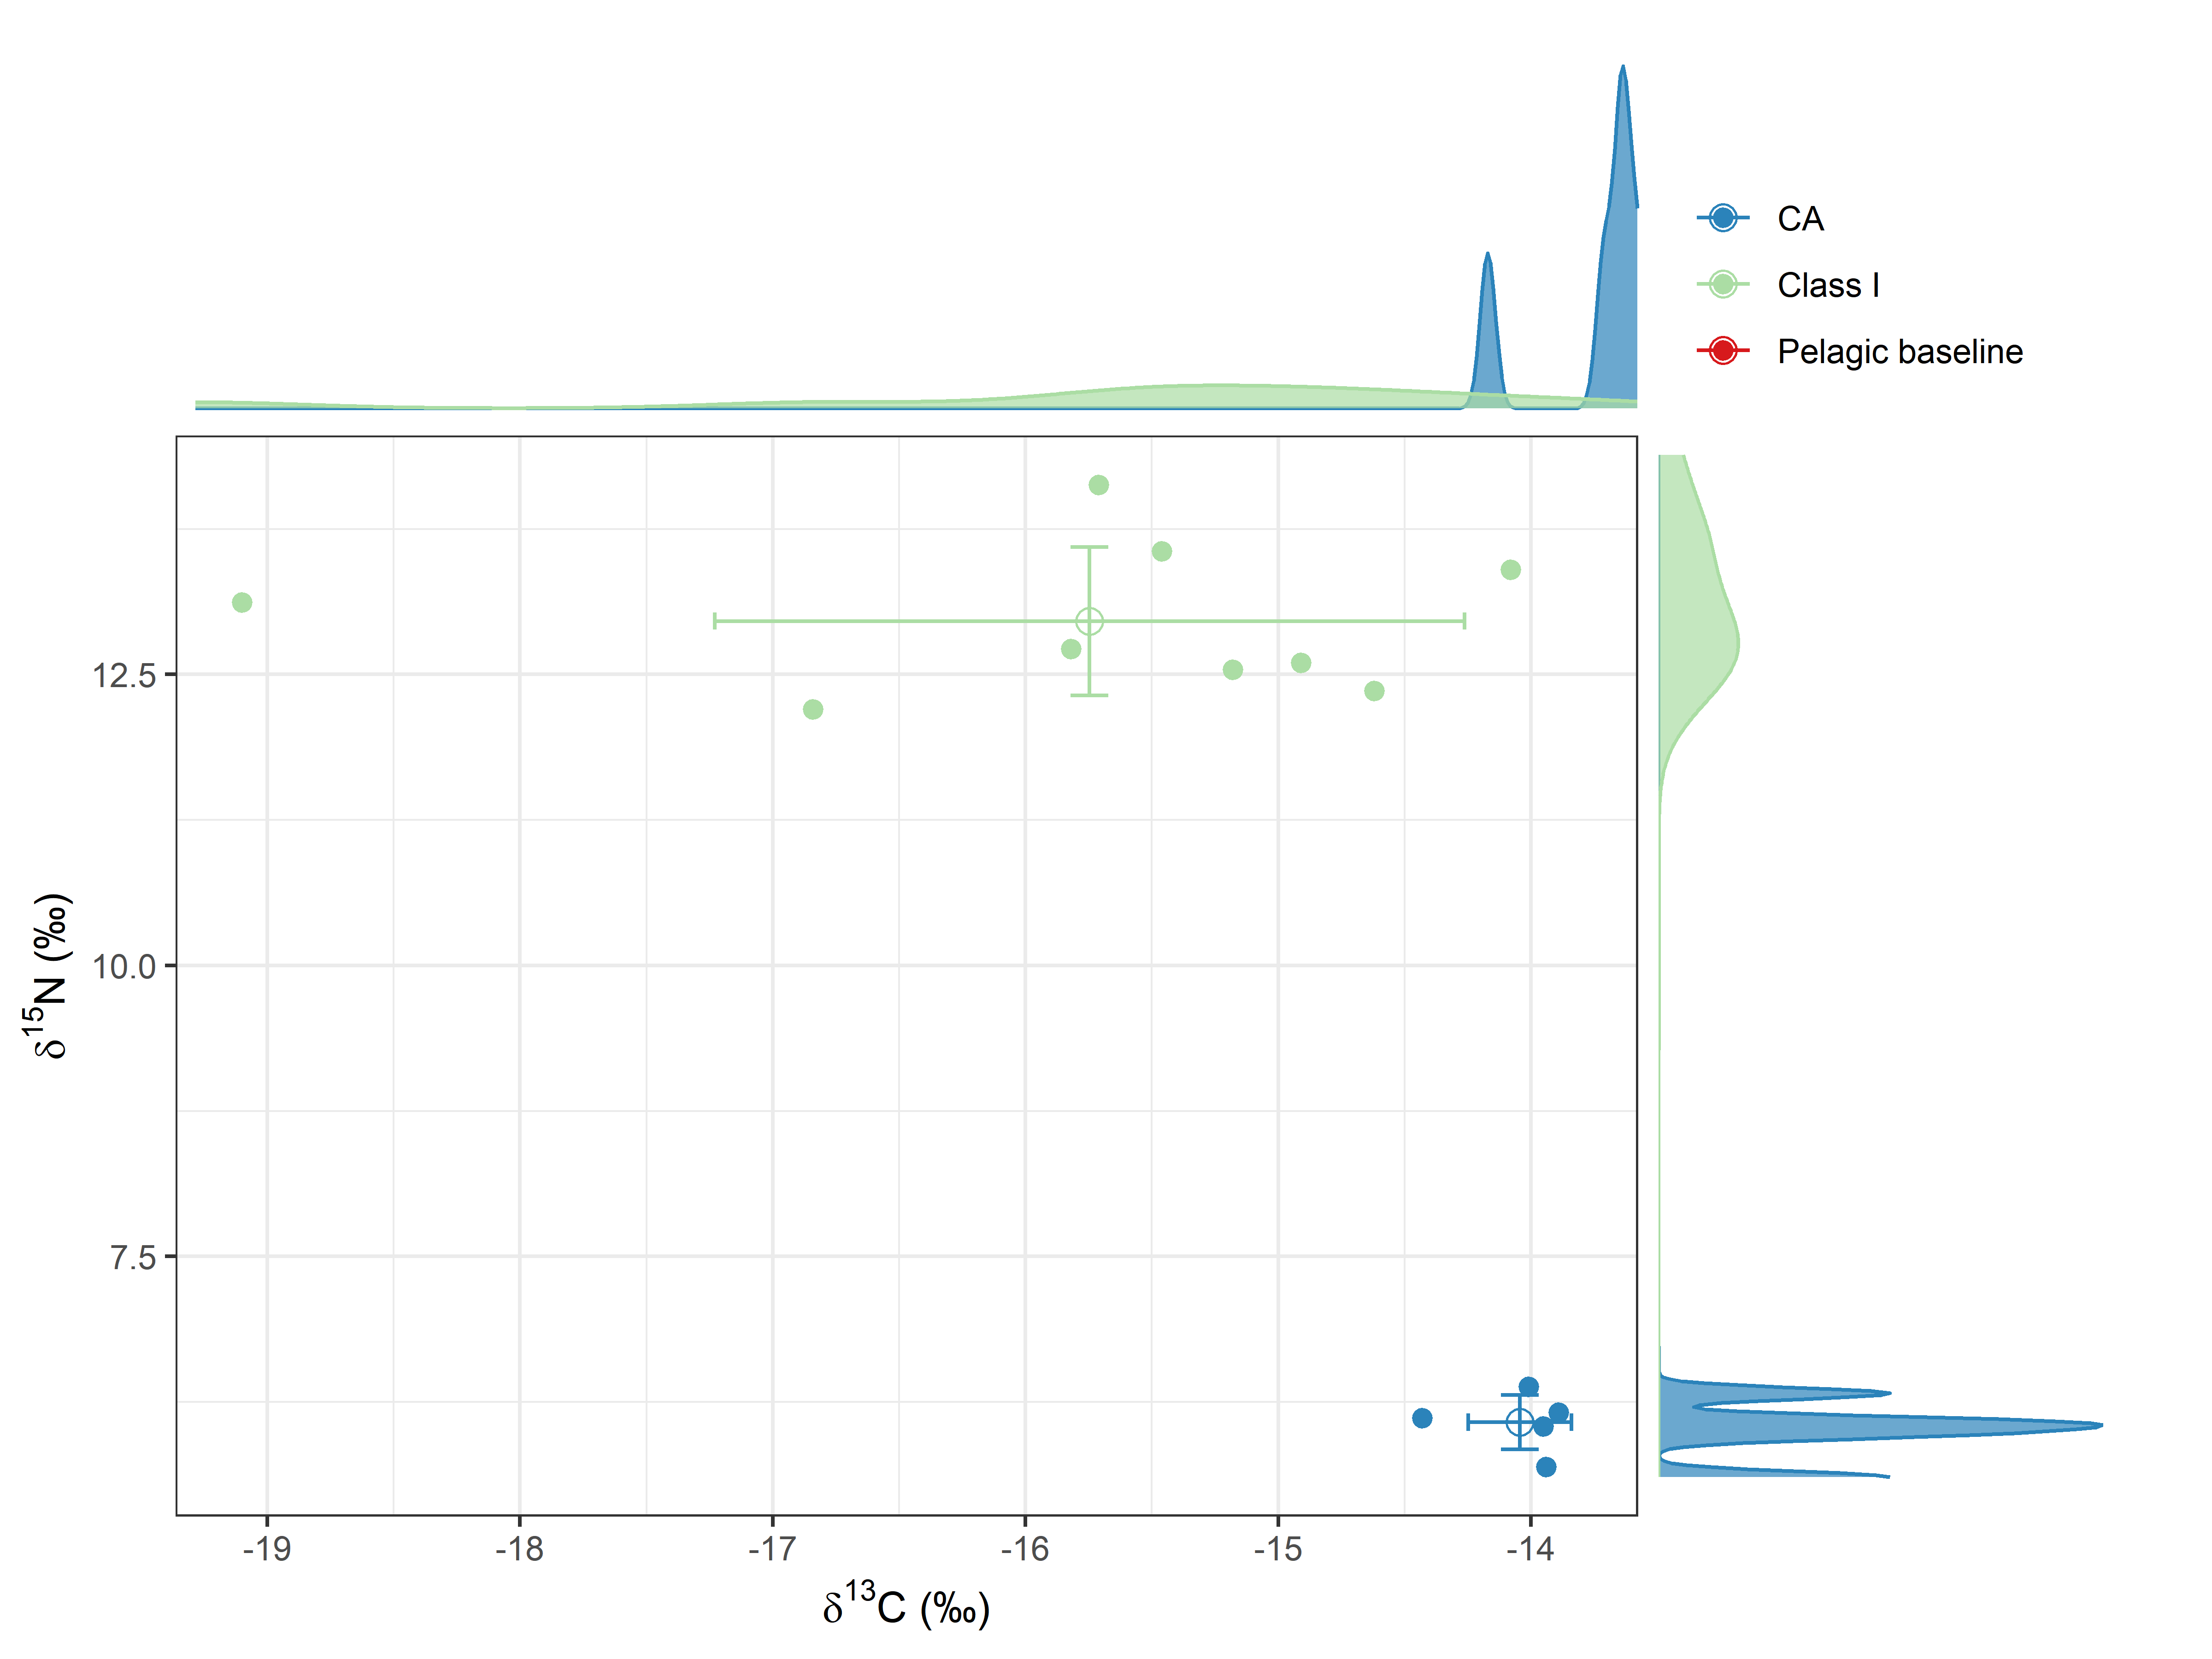 CA
Class I
Pelagic baseline
12.5
10.0
7.5
δ¹⁵N (‰)
-19 -18 -17 -16 -15 -14
δ¹³C (‰)